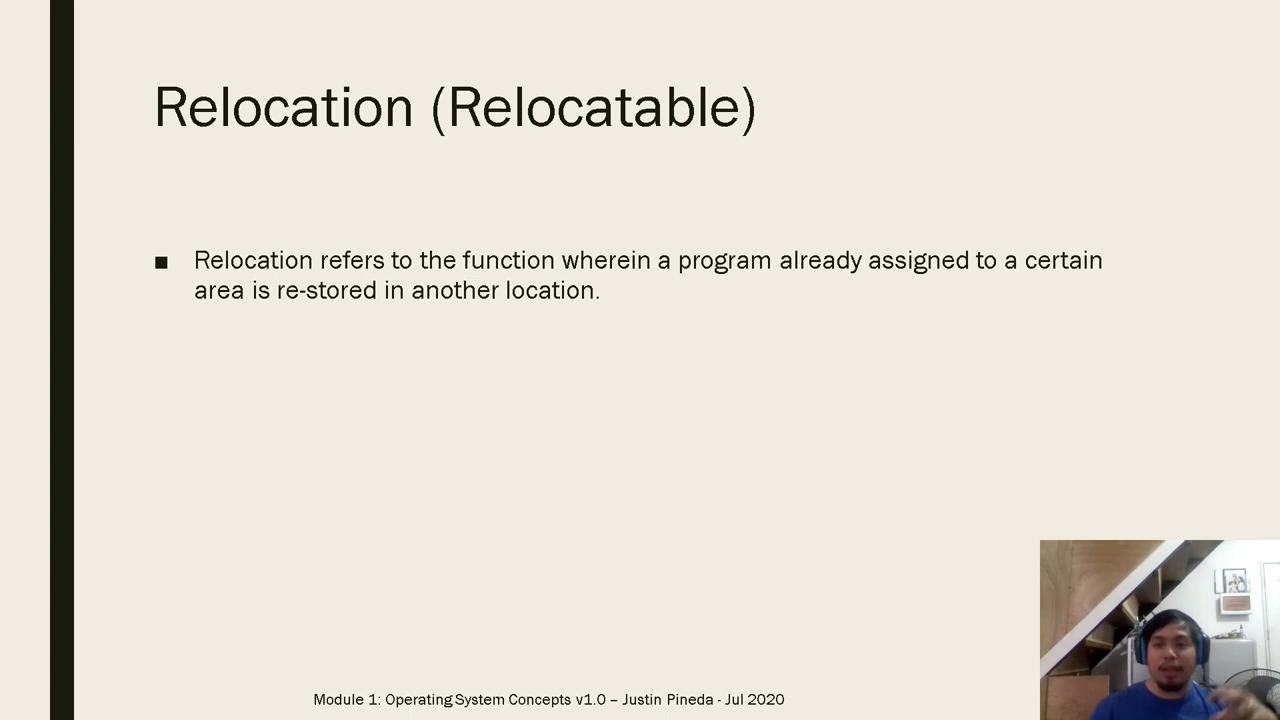 Relocation (Relocatable)
■ Relocation refers to the function wherein a program already assigned to a certain
area is re-stored in another location.
Module 1: Operating System Concepts v1.0 – Justin Pineda - Jul 2020